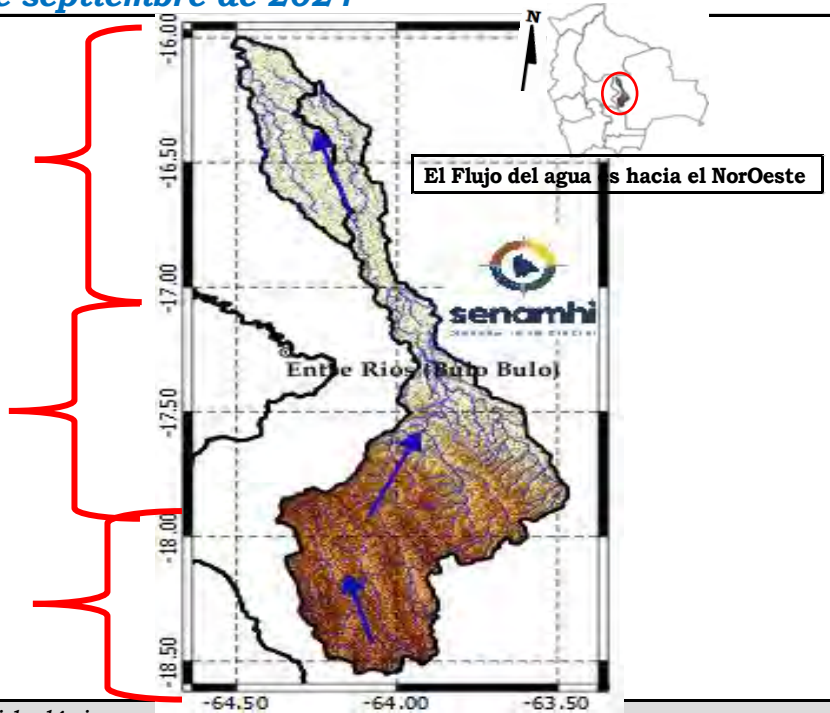 septiembre de 2024
N
El Flujo del agua es hacia el NorOeste
senamhi
Entre Rios (Bulo Bulo)
-16.00
-16.50
-17.00
-17.50
-18.00
-18.50
-64.50
-64.00
-63.50